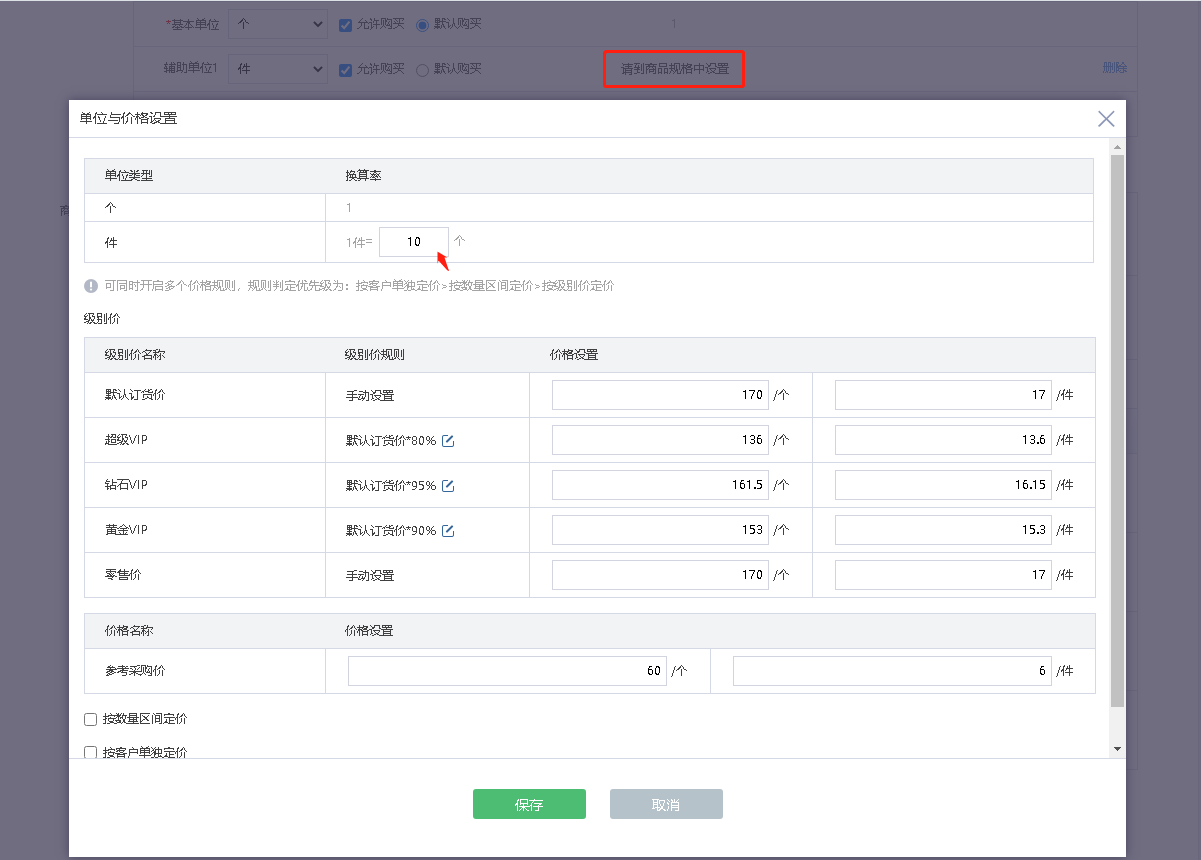 *基本单位 个 允许购买 默认购买 1
辅助单位1 件 允许购买 默认购买 请到商品规格中设置 删除
单位与价格设置
单位类型 换算率
个 1
件 1件= 10 个
可同时开启多个价格规则，规则判定优先级为：按客户单独定价>按数量区间定价>按级别价定价
级别价
级别价名称 级别价规则 价格设置
默认订货价 手动设置 170 /个 17 /件
超级VIP 默认订货价*80% 136 /个 13.6 /件
钻石VIP 默认订货价*95% 161.5 /个 16.15 /件
黄金VIP 默认订货价*90% 153 /个 15.3 /件
零售价 手动设置 170 /个 17 /件
价格名称 价格设置
参考采购价 60 /个 6 /件
按数量区间定价
按客户单独定价
保存 取消